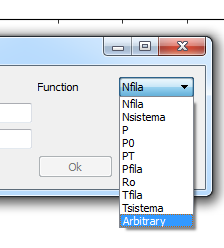 Function
Nfila
Nfila
Nsistema
P
P0
PT
Pfila
Ro
Tfila
Tsistema
Arbitrary
Ok